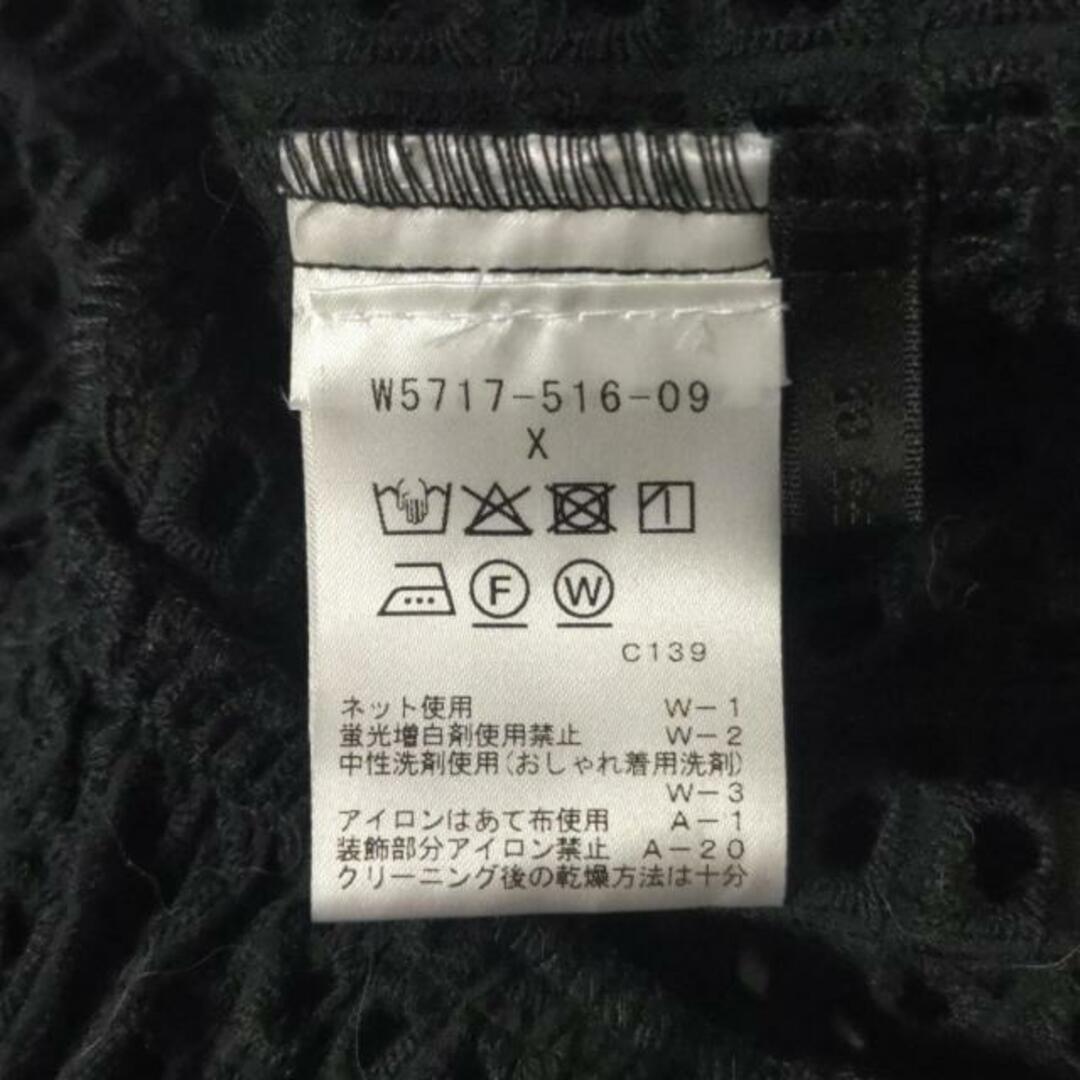 W5717-516-09
X
F W
C139
ネット使用 W-1
蛍光増白剤使用禁止 W-2
中性洗剤使用(おしゃれ着用洗剤)
W-3
アイロンはあて布使用 A-1
装飾部分アイロン禁止 A-20
クリーニング後の乾燥方法は十分